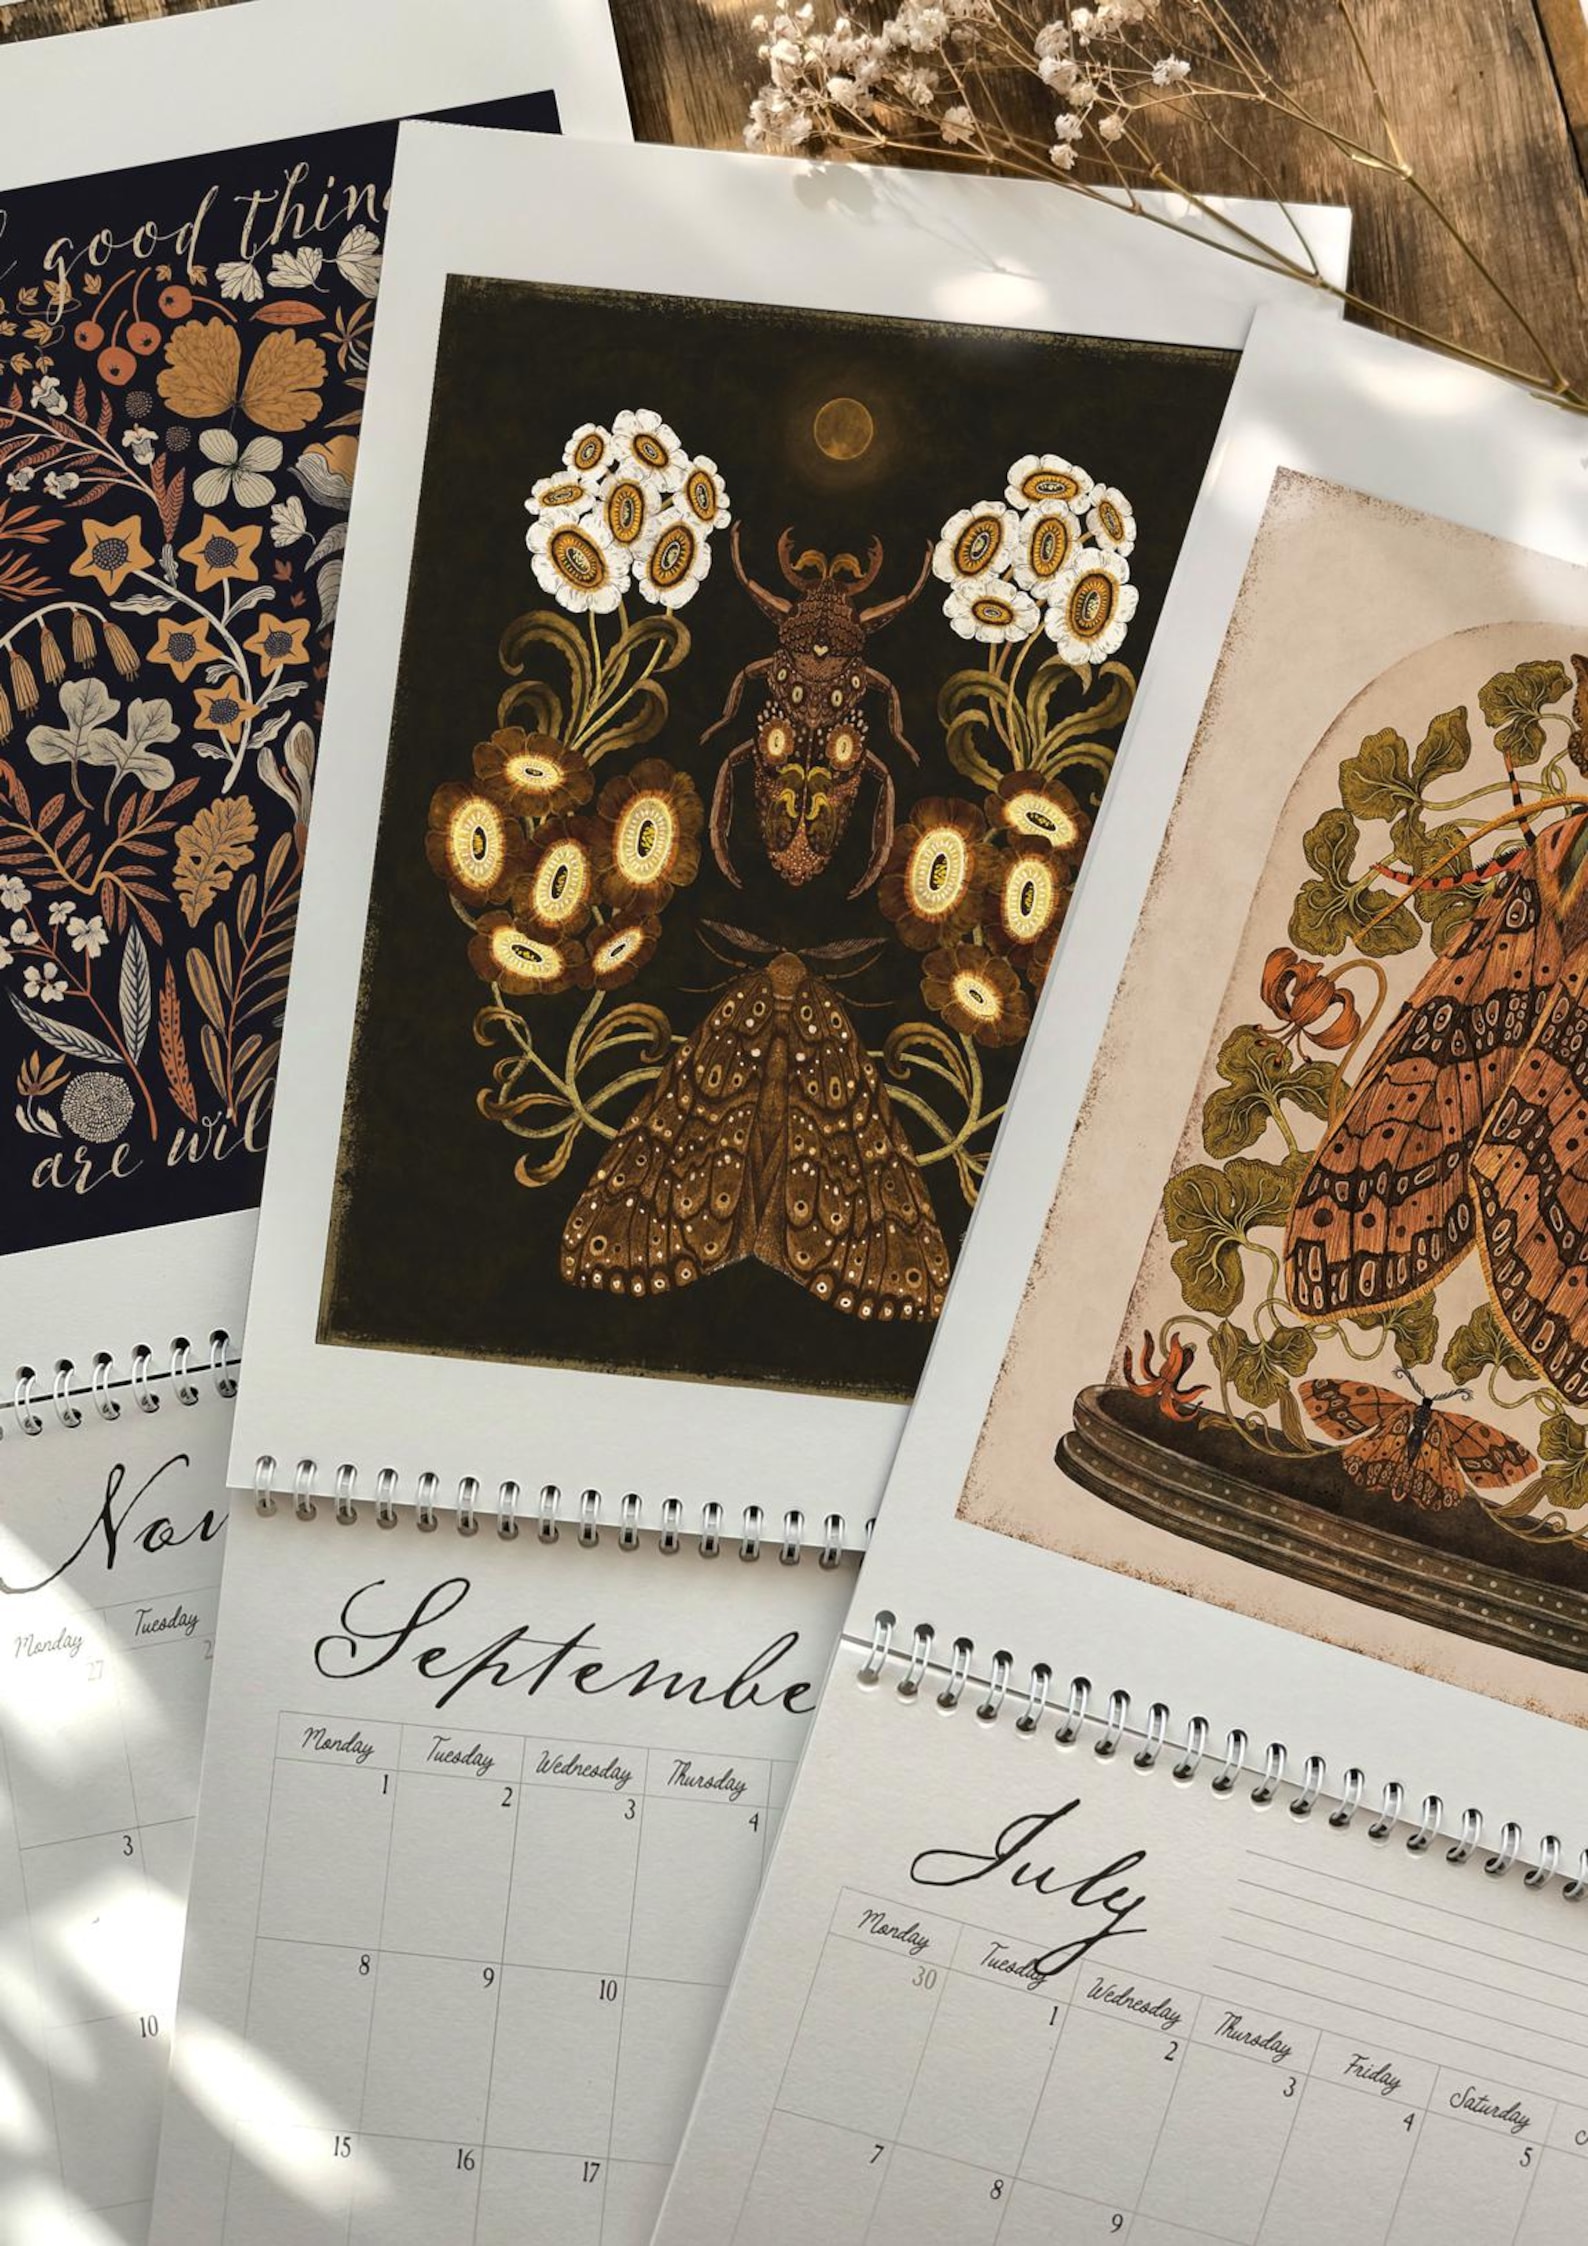 good thin
are wil
Nov
Monday Tuesday
27
3
10
September
Monday Tuesday Wednesday Thursday
1 2 3 4
8 9 10
15 16 17
July
Monday Tuesday Wednesday Thursday Friday Saturday
30 1 2 3 4 5
7 8 9